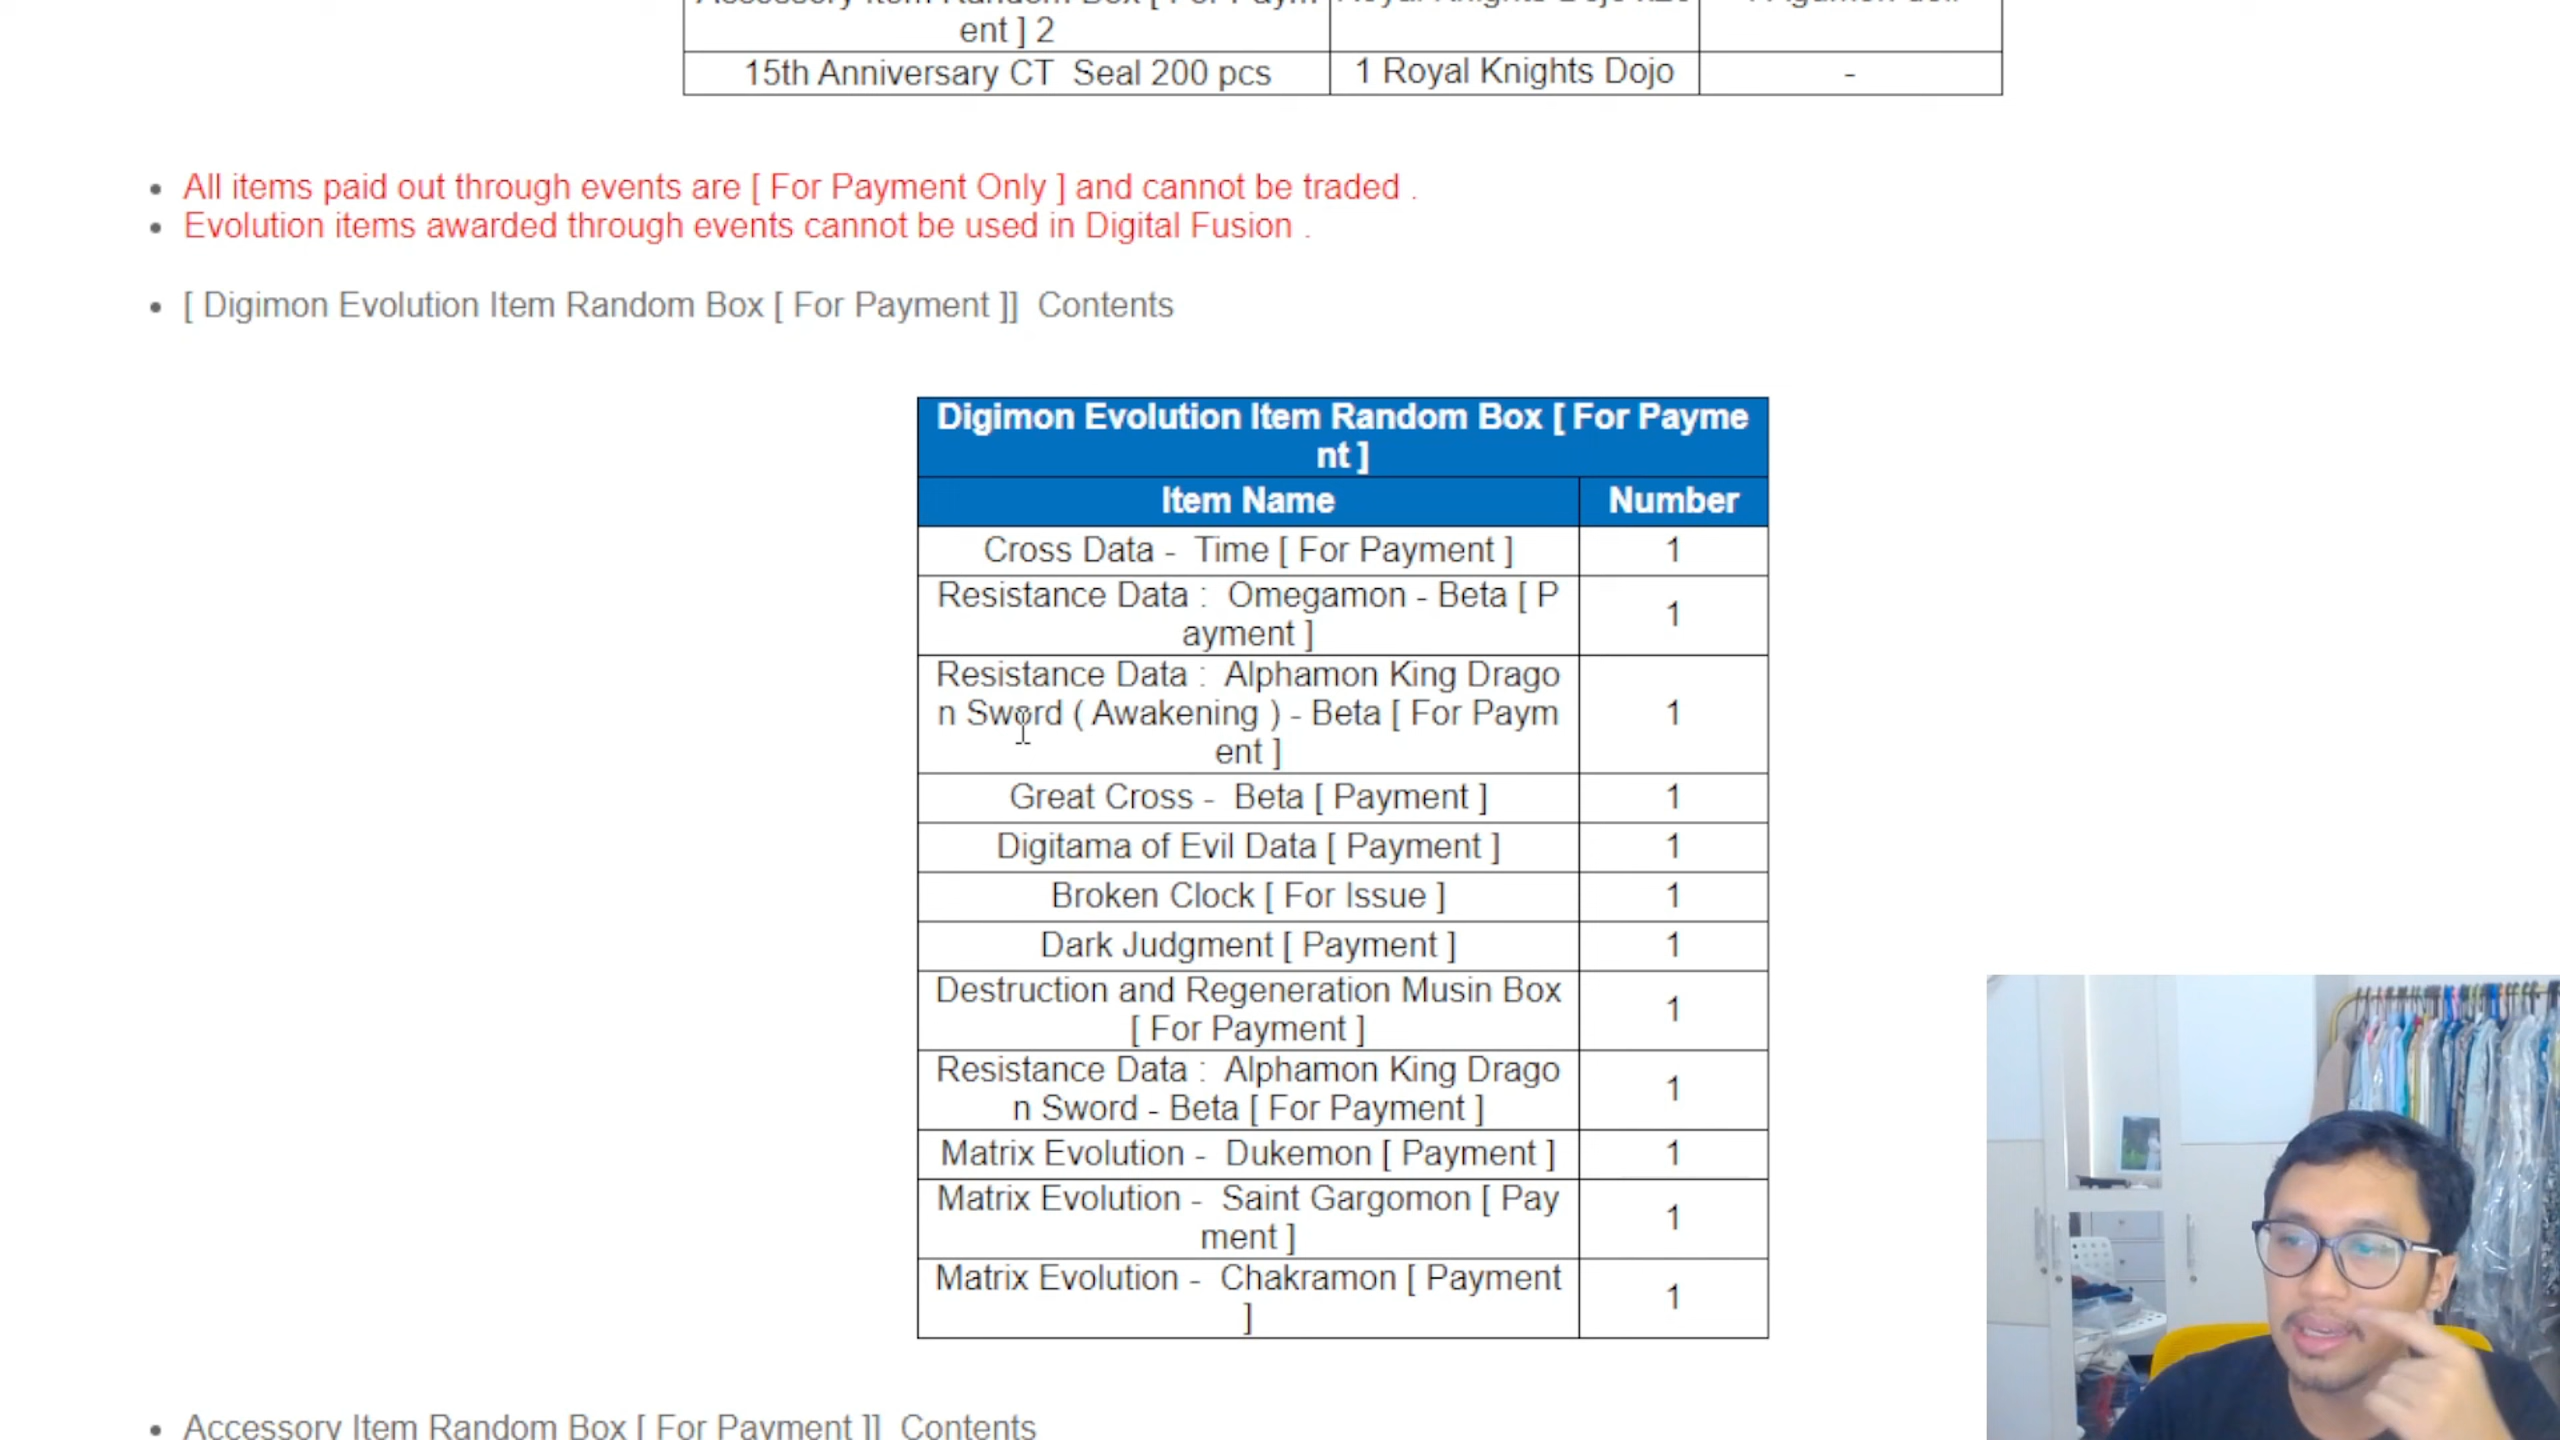 ent ] 2
15th Anniversary CT  Seal 200 pcs
1 Royal Knights Dojo
-
• All items paid out through events are [ For Payment Only ] and cannot be traded .
• Evolution items awarded through events cannot be used in Digital Fusion .
• [ Digimon Evolution Item Random Box [ For Payment ]]  Contents
Digimon Evolution Item Random Box [ For Payme
nt ]
Item Name
Number
Cross Data -  Time [ For Payment ]
1
Resistance Data :  Omegamon - Beta [ P
ayment ]
1
Resistance Data :  Alphamon King Drago
n Sword ( Awakening ) - Beta [ For Paym
ent ]
1
Great Cross -  Beta [ Payment ]
1
Digitama of Evil Data [ Payment ]
1
Broken Clock [ For Issue ]
1
Dark Judgment [ Payment ]
1
Destruction and Regeneration Musin Box
[ For Payment ]
1
Resistance Data :  Alphamon King Drago
n Sword - Beta [ For Payment ]
1
Matrix Evolution -  Dukemon [ Payment ]
1
Matrix Evolution -  Saint Gargomon [ Pay
ment ]
1
Matrix Evolution -  Chakramon [ Payment
]
1
• Accessory Item Random Box [ For Payment ]]  Contents